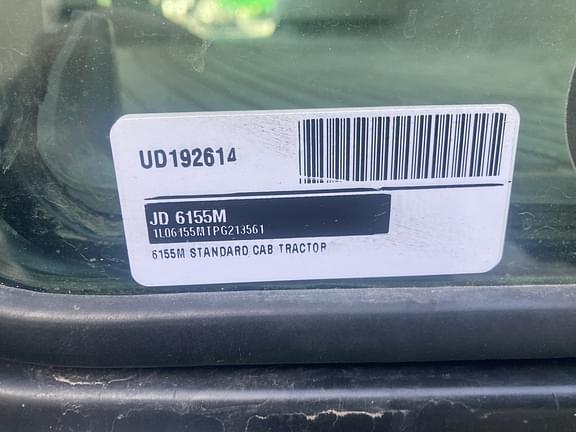 UD192614
JD 6155M
1L06155MTPG213561
6155M STANDARD CAB TRACTOR